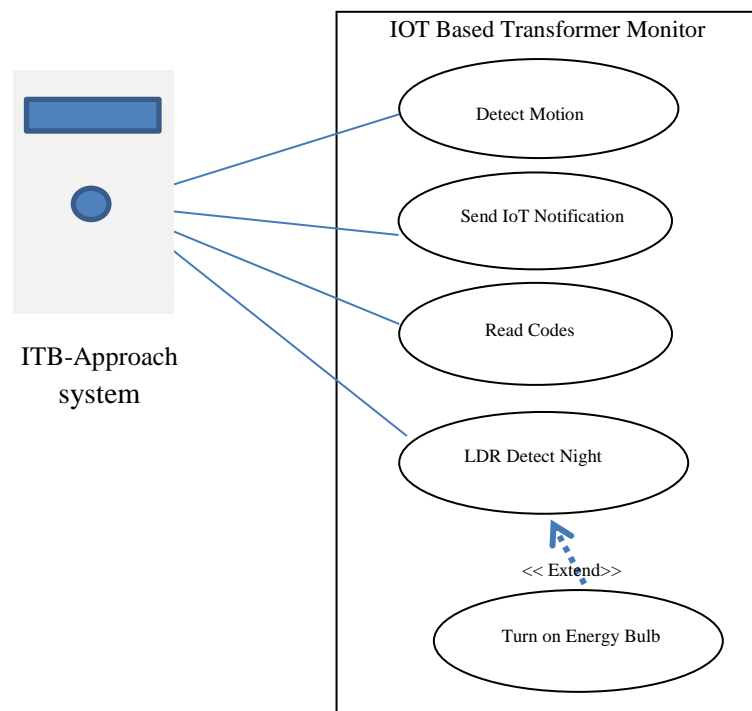 IOT Based Transformer Monitor
Detect Motion
Send IoT Notification
Read Codes
ITB-Approach
system
LDR Detect Night
<< Extend>>
Turn on Energy Bulb